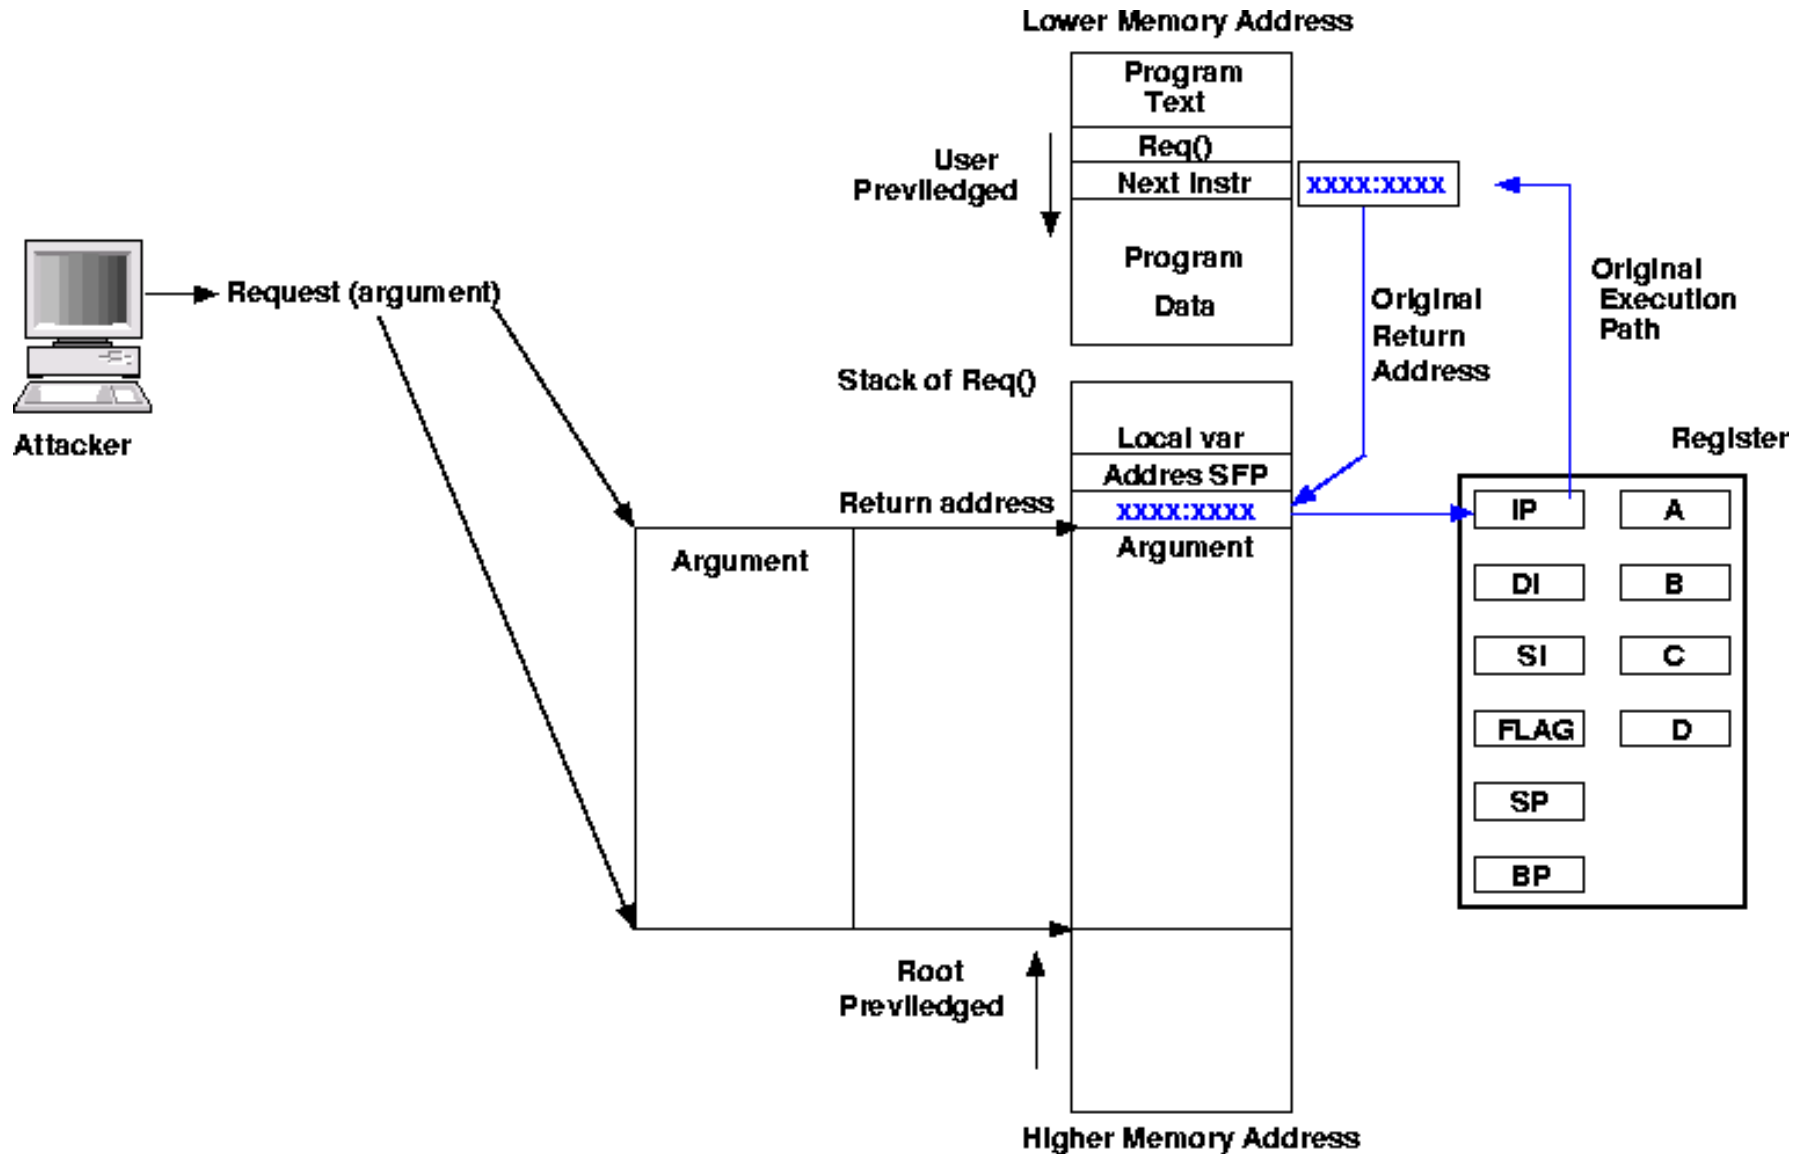 Lower Memory Address
Program
Text
Req()
Next Instr
xxxx:xxxx
User
Previledged
Program
Data
Request (argument)
Attacker
Original
Return
Address
Original
Execution
Path
Stack of Req()
Local var
Addres SFP
Return address
xxxx:xxxx
Argument
Argument
Register
IP
A
DI
B
SI
C
FLAG
D
SP
BP
Root
Previledged
Higher Memory Address